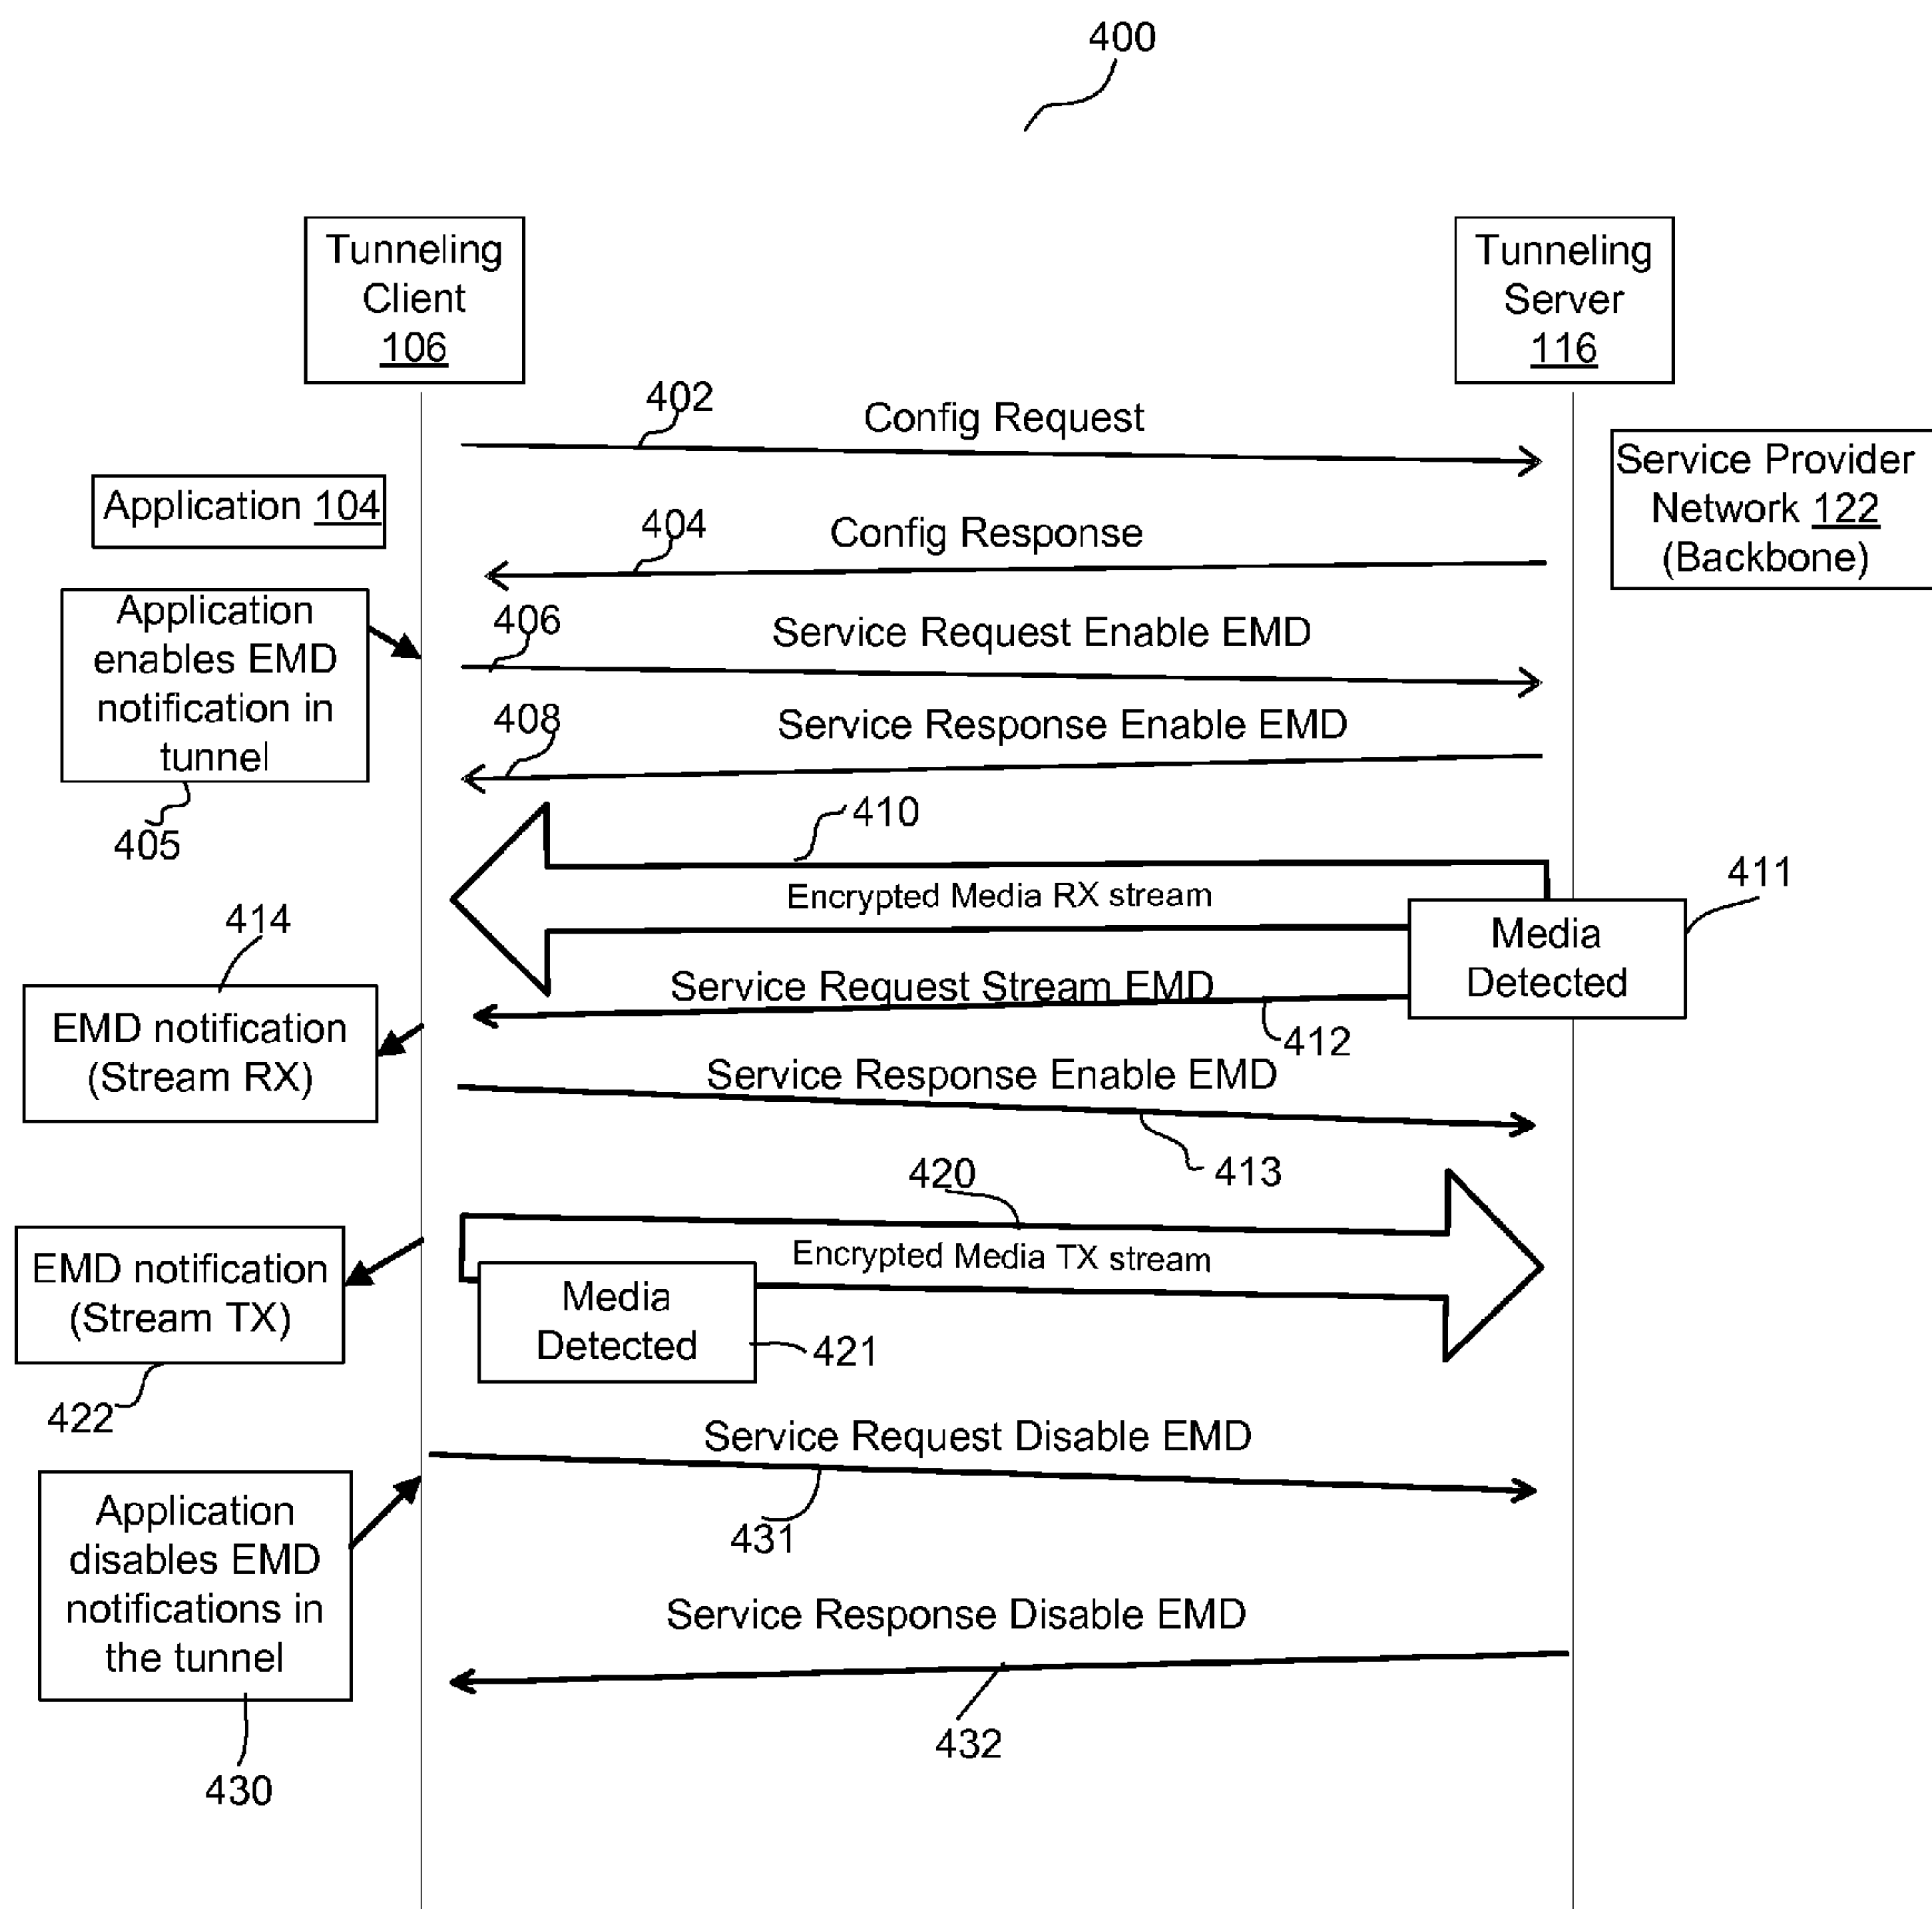 400
Tunneling
Client
106
Tunneling
Server
116
402
Config Request
Application 104
Service Provider
Network 122
(Backbone)
404
Config Response
Application
enables EMD
notification in
tunnel
405
406
Service Request Enable EMD
408
Service Response Enable EMD
410
Encrypted Media RX stream
411
Media
Detected
414
Service Request Stream EMD
412
EMD notification
(Stream RX)
Service Response Enable EMD
413
420
Encrypted Media TX stream
EMD notification
(Stream TX)
422
Media
Detected
421
Service Request Disable EMD
431
Application
disables EMD
notifications in
the tunnel
430
Service Response Disable EMD
432